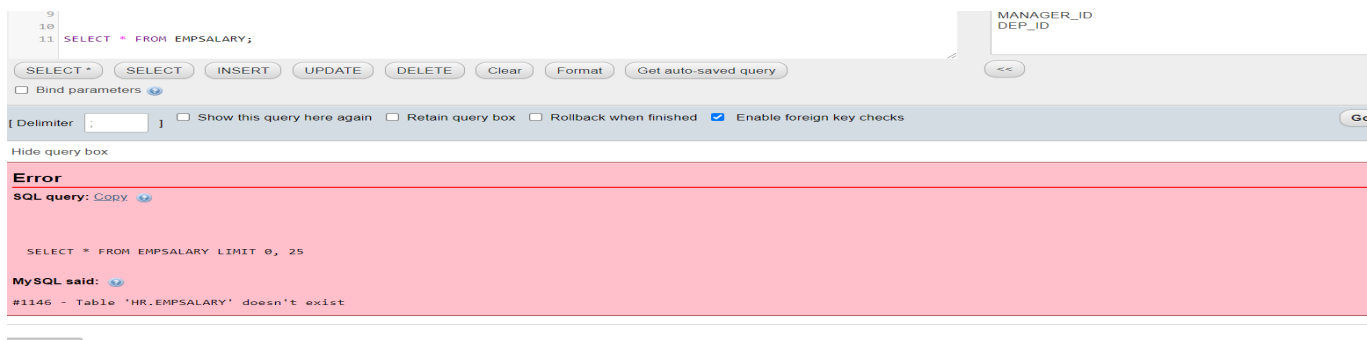 9
10
11 SELECT * FROM EMPSALARY;
MANAGER_ID
DEP_ID
SELECT * SELECT INSERT UPDATE DELETE Clear Format Get auto-saved query <<
Bind parameters
[ Delimiter ; ] Show this query here again Retain query box Rollback when finished Enable foreign key checks
Hide query box
Error
SQL query: Copy
SELECT * FROM EMPSALARY LIMIT 0, 25
MySQL said:
#1146 - Table 'HR.EMPSALARY' doesn't exist